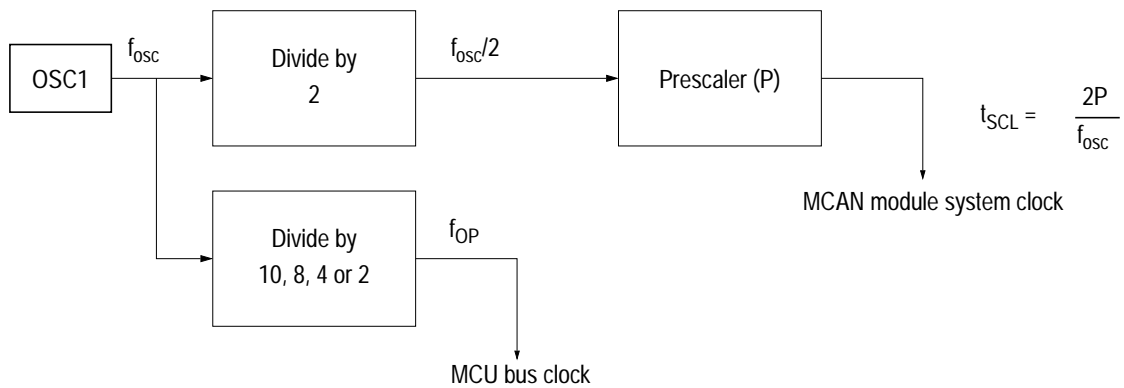 OSC1
fosc
Divide by
2
fosc/2
Prescaler (P)
tSCL = 2P
fosc
MCAN module system clock
Divide by
10, 8, 4 or 2
fOP
MCU bus clock